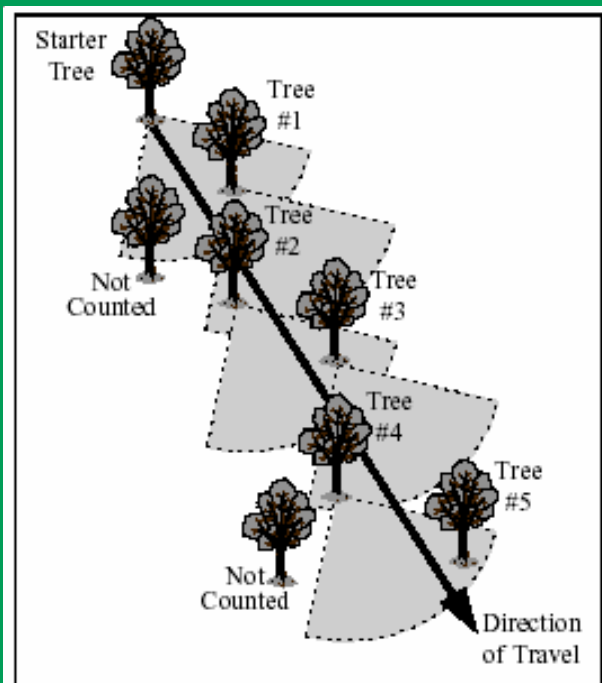 Starter
Tree
Tree
#1
Tree
#2
Not
Counted
Tree
#3
Tree
#4
Tree
#5
Not
Counted
Direction
of Travel